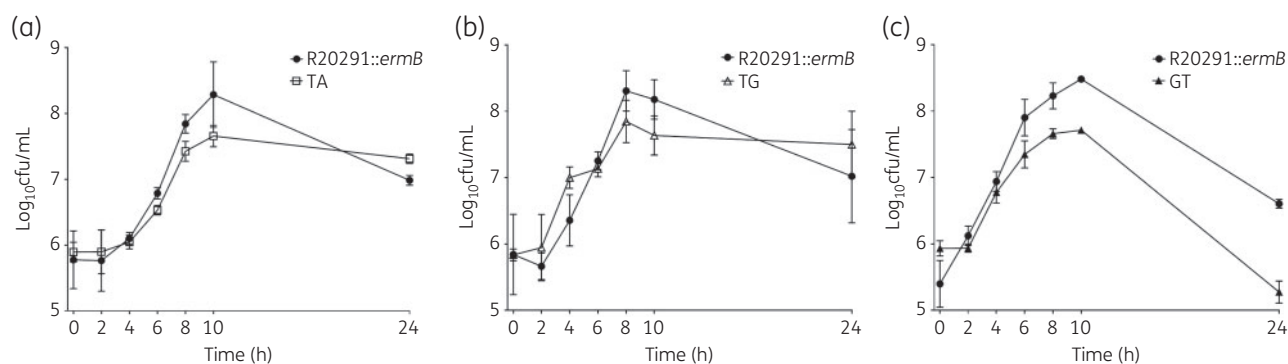 (a)
9
8
7
6
5
Log10cfu/mL
R20291::ermB
TA
0 2 4 6 8 10 24
Time (h)
(b)
9
8
7
6
5
Log10cfu/mL
R20291::ermB
TG
0 2 4 6 8 10 24
Time (h)
(c)
9
8
7
6
5
Log10cfu/mL
R20291::ermB
GT
0 2 4 6 8 10 24
Time (h)